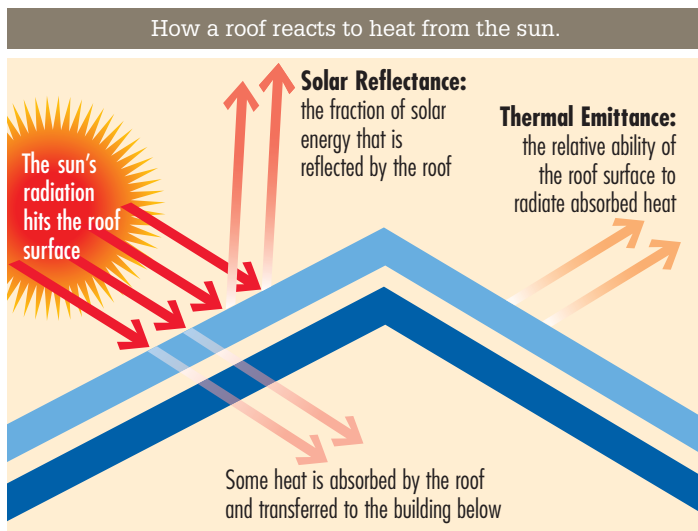 How a roof reacts to heat from the sun.
Solar Reflectance:
the fraction of solar
energy that is
reflected by the roof
Thermal Emittance:
the relative ability of
the roof surface to
radiate absorbed heat
The sun's
radiation
hits the roof
surface
Some heat is absorbed by the roof
and transferred to the building below